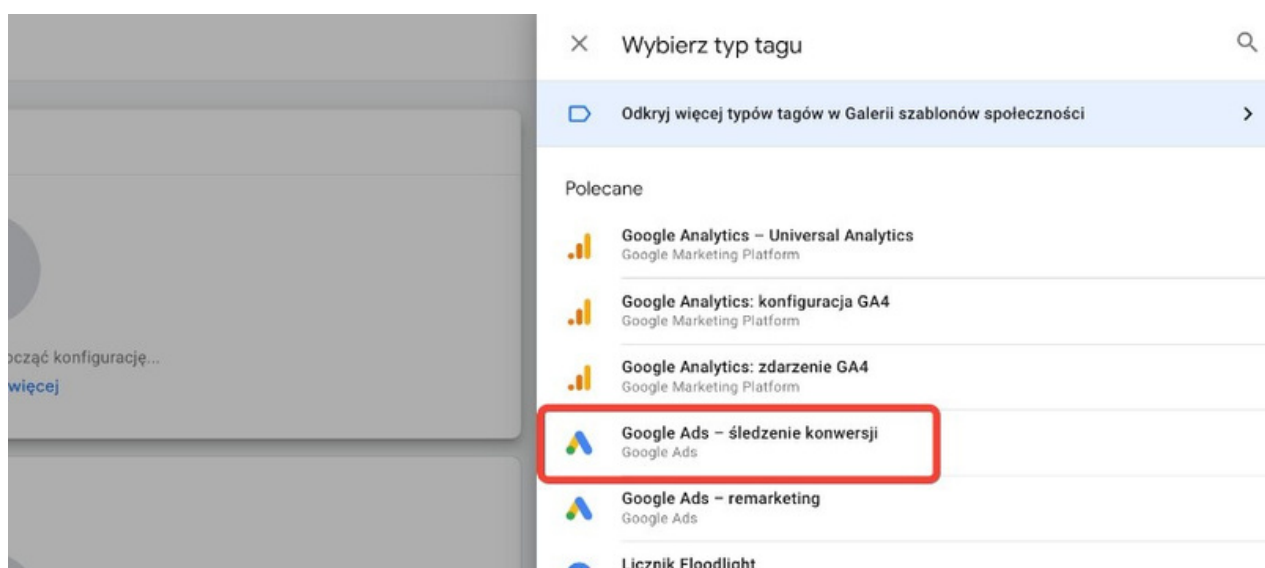 Wybierz typ tagu
Odkryj więcej typów tagów w Galerii szablonów społeczności
Polecane
Google Analytics – Universal Analytics
Google Marketing Platform
Google Analytics: konfiguracja GA4
Google Marketing Platform
ocząć konfigurację...
więcej
Google Analytics: zdarzenie GA4
Google Marketing Platform
Google Ads – śledzenie konwersji
Google Ads
Google Ads – remarketing
Google Ads
Licznik Floodlight